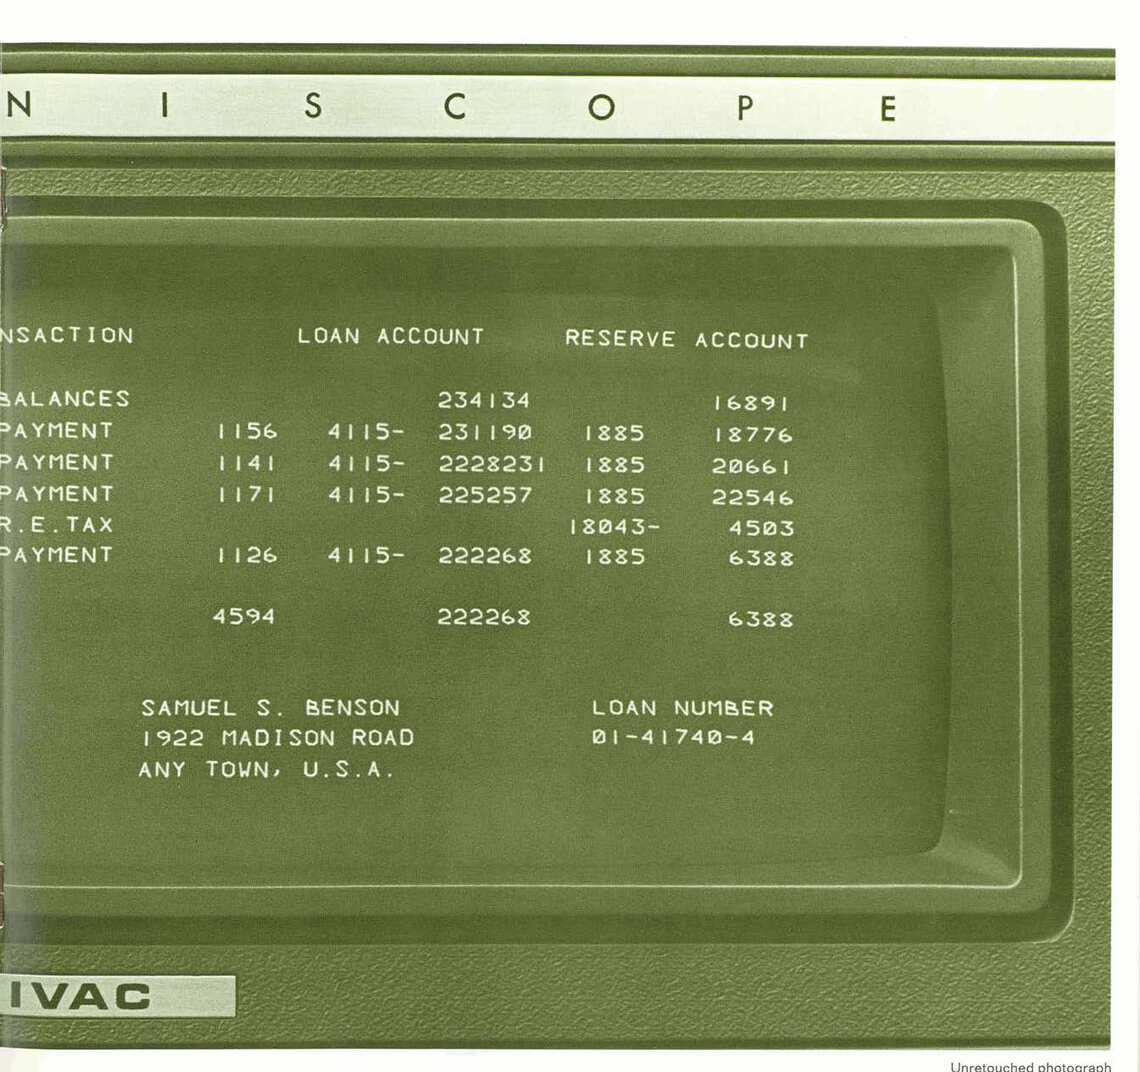 N I S C O P E
NSACTION LOAN ACCOUNT RESERVE ACCOUNT
BALANCES 234134 16891
PAYMENT 1156 4115- 231190 1885 18776
PAYMENT 1141 4115- 2228231 1885 20661
PAYMENT 1171 4115- 225257 1885 22546
R.E.TAX 18043- 4503
PAYMENT 1126 4115- 222268 1885 6388
4594 222268 6388
SAMUEL S. BENSON LOAN NUMBER
1922 MADISON ROAD 01-41740-4
ANY TOWN, U.S.A.
IVAC
Unretouched photograph